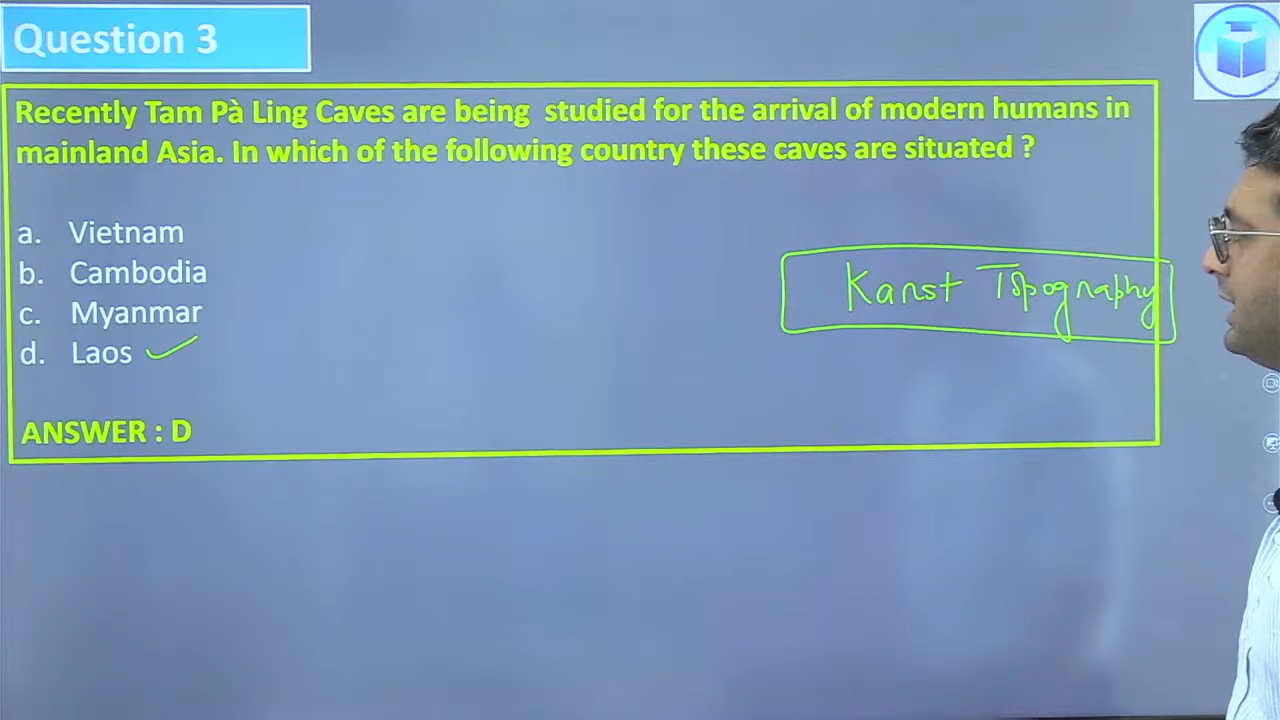 Question 3
Recently Tam Pà Ling Caves are being studied for the arrival of modern humans in
mainland Asia. In which of the following country these caves are situated ?
a. Vietnam
b. Cambodia
Karst Topography
c. Myanmar
d. Laos
ANSWER : D